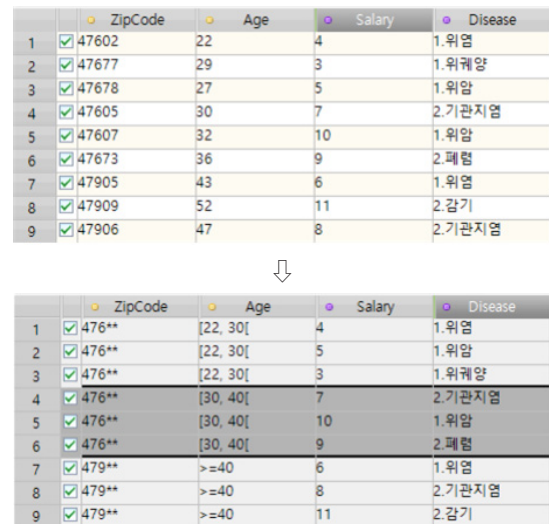 ZipCode Age Salary Disease
1 47602 22 4 1.위염
2 47677 29 3 1.위궤양
3 47678 27 5 1.위암
4 47605 30 7 2.기관지염
5 47607 32 10 1.위암
6 47673 36 9 2.폐렴
7 47905 43 6 1.위염
8 47909 52 11 2.감기
9 47906 47 8 2.기관지염
ZipCode Age Salary Disease
1 476** [22, 30[ 4 1.위염
2 476** [22, 30[ 5 1.위암
3 476** [22, 30[ 3 1.위궤양
4 476** [30, 40[ 7 2.기관지염
5 476** [30, 40[ 10 1.위암
6 476** [30, 40[ 9 2.폐렴
7 479** >=40 6 1.위염
8 479** >=40 8 2.기관지염
9 479** >=40 11 2.감기